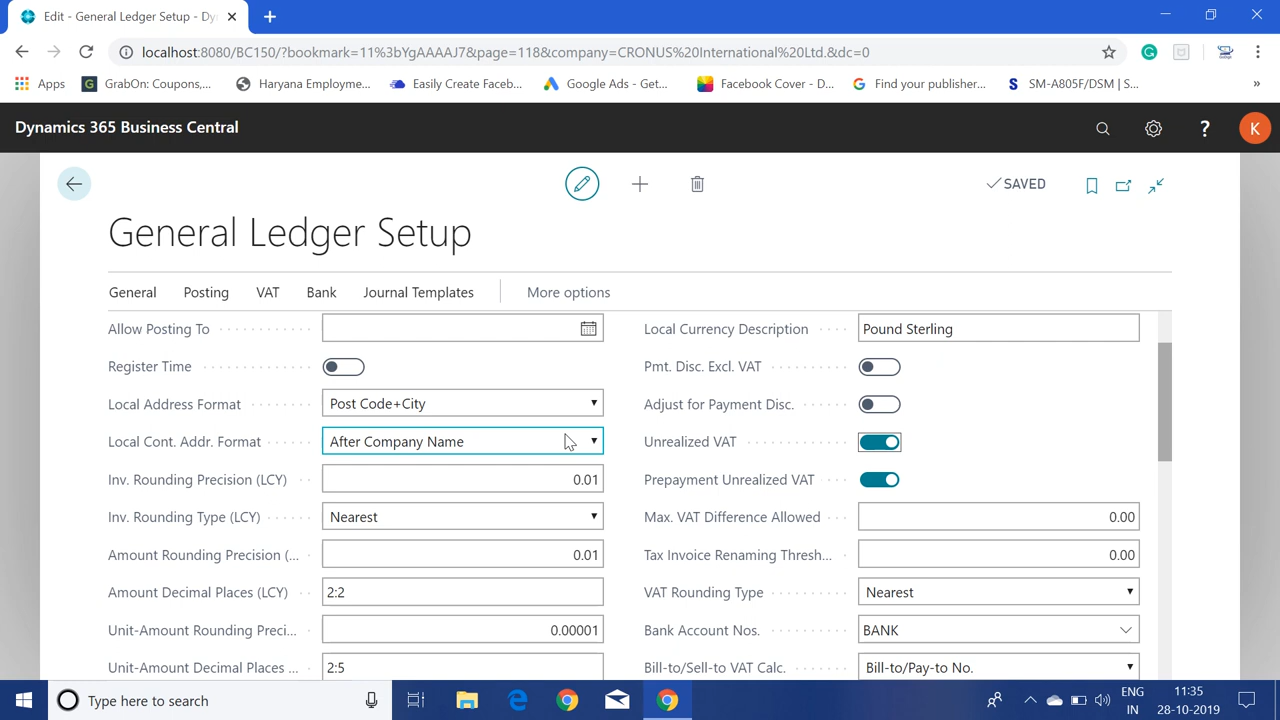 Edit - General Ledger Setup - Dyn
localhost:8080/BC150/?bookmark=11%3bYgAAAAJ7&page=118&company=CRONUS%20International%20Ltd.&dc=0
Apps
GrabOn: Coupons,...
Haryana Employme...
Easily Create Faceb...
Google Ads - Get...
Facebook Cover - D...
Find your publisher...
SM-A805F/DSM | S...
»
Dynamics 365 Business Central
?
K
SAVED
General Ledger Setup
General Posting VAT Bank Journal Templates More options
Allow Posting To
Local Currency Description Pound Sterling
Register Time
Pmt. Disc. Excl. VAT
Local Address Format Post Code+City
Adjust for Payment Disc.
Local Cont. Addr. Format After Company Name
Unrealized VAT
Inv. Rounding Precision (LCY) 0.01
Prepayment Unrealized VAT
Inv. Rounding Type (LCY) Nearest
Max. VAT Difference Allowed 0.00
Amount Rounding Precision (... 0.01
Tax Invoice Renaming Thresh... 0.00
Amount Decimal Places (LCY) 2:2
VAT Rounding Type Nearest
Unit-Amount Rounding Preci... 0.00001
Bank Account Nos. BANK
Unit-Amount Decimal Places ... 2:5
Bill-to/Sell-to VAT Calc. Bill-to/Pay-to No.
Type here to search
ENG
IN
11:35
28-10-2019